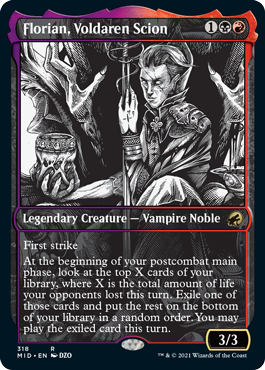 Florian, Voldaren Scion 1
Legendary Creature — Vampire Noble
First strike
At the beginning of your postcombat main
phase, look at the top X cards of your
library, where X is the total amount of life
your opponents lost this turn. Exile one
of those cards and put the rest on the bottom
of your library in a random order. You may
play the exiled card this turn.
3/3
318 R
MID • EN DZO
™ & © 2021 Wizards of the Coast